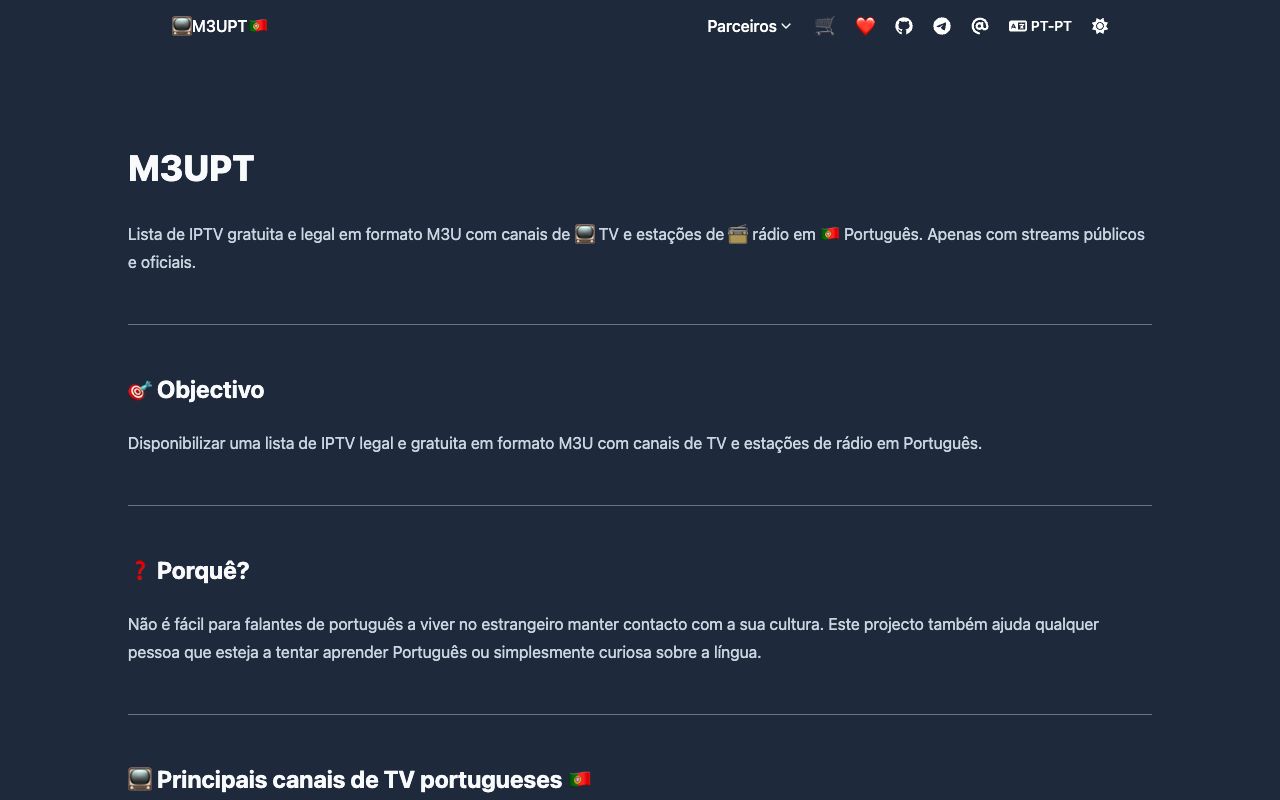 📺M3UPT🇵🇹
Parceiros
PT-PT
M3UPT
Lista de IPTV gratuita e legal em formato M3U com canais de 📺 TV e estações de 📻 rádio em 🇵🇹 Português. Apenas com streams públicos
e oficiais.
🎯 Objectivo
Disponibilizar uma lista de IPTV legal e gratuita em formato M3U com canais de TV e estações de rádio em Português.
❓ Porquê?
Não é fácil para falantes de português a viver no estrangeiro manter contacto com a sua cultura. Este projecto também ajuda qualquer
pessoa que esteja a tentar aprender Português ou simplesmente curiosa sobre a língua.
📺 Principais canais de TV portugueses 🇵🇹